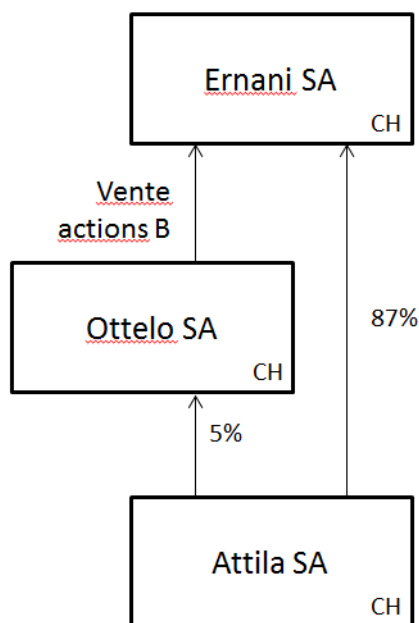 Ernani SA
CH
Vente
actions B
Ottelo SA
CH
87%
5%
Attila SA
CH